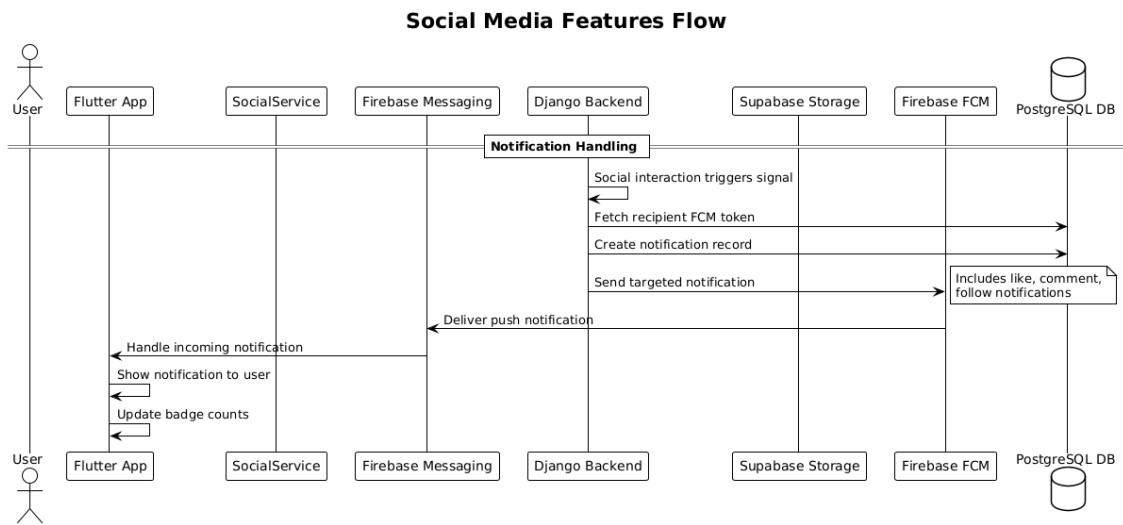 Social Media Features Flow
User
Flutter App
SocialService
Firebase Messaging
Django Backend
Supabase Storage
Firebase FCM
PostgreSQL DB
Notification Handling
Social interaction triggers signal
Fetch recipient FCM token
Create notification record
Send targeted notification
Includes like, comment,
follow notifications
Deliver push notification
Handle incoming notification
Show notification to user
Update badge counts
User
Flutter App
SocialService
Firebase Messaging
Django Backend
Supabase Storage
Firebase FCM
PostgreSQL DB